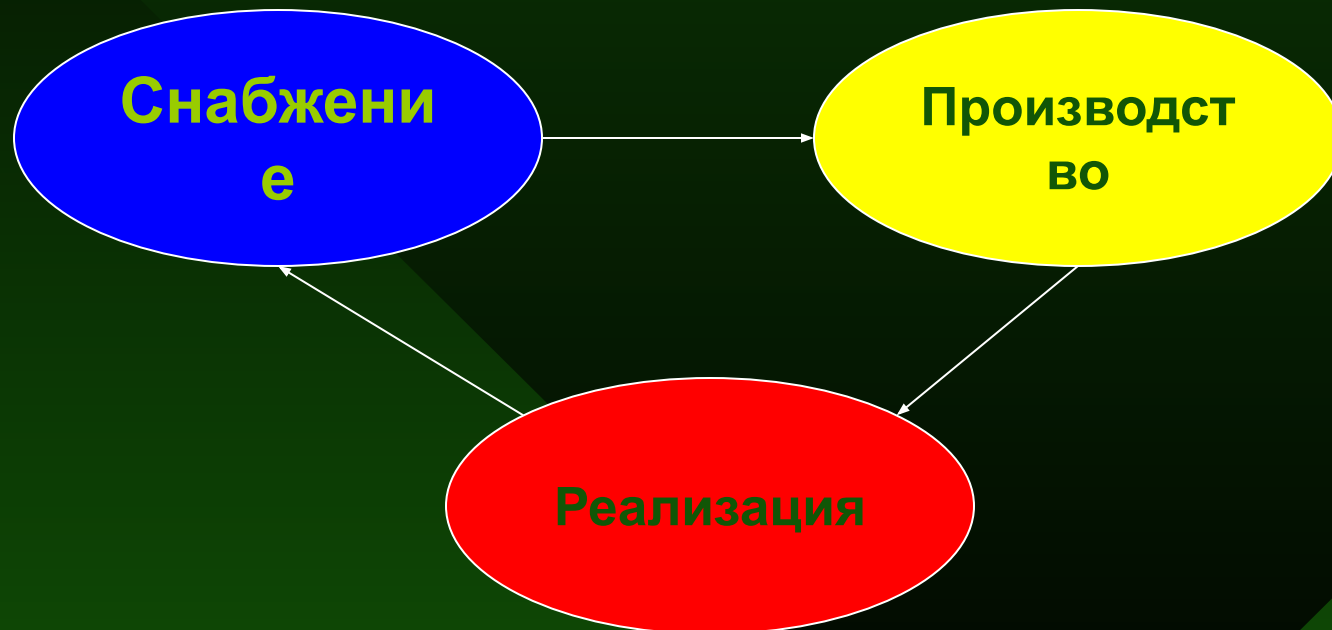 Снабжени
е
Производст
во
Реализация